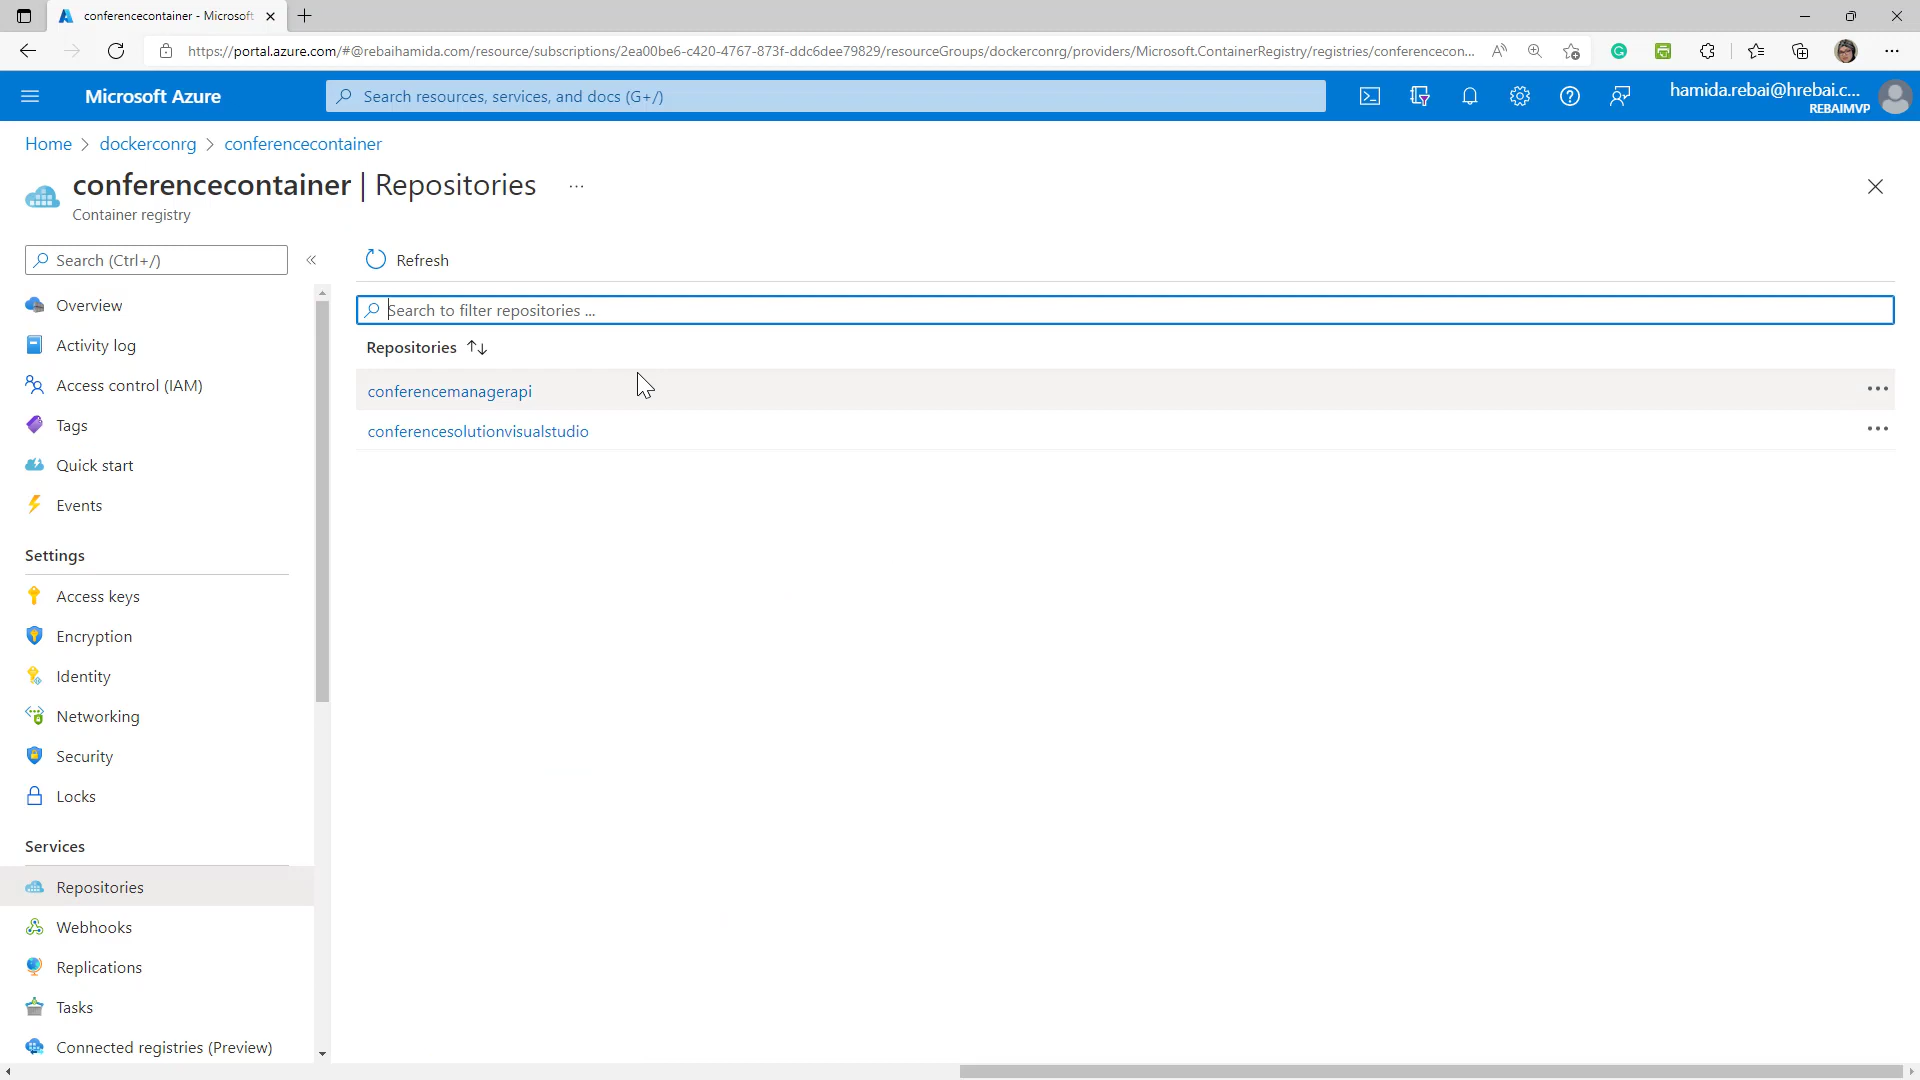 conferencecontainer - Microsoft
https://portal.azure.com/#@rebaihamida.com/resource/subscriptions/2ea00be6-c420-4767-873f-ddc6dee79829/resourceGroups/dockerconrg/providers/Microsoft.ContainerRegistry/registries/conferencecon...
Microsoft Azure
Search resources, services, and docs (G+/)
hamida.rebai@hrebai.c...
REBAIMVP
Home > dockerconrg > conferencecontainer
conferencecontainer | Repositories ...
Container registry
Search (Ctrl+/)
«
Refresh
Overview
Activity log
Access control (IAM)
Tags
Quick start
Events
Settings
Access keys
Encryption
Identity
Networking
Security
Locks
Services
Repositories
Webhooks
Replications
Tasks
Connected registries (Preview)
Search to filter repositories ...
Repositories
conferencemanagerapi
conferencesolutionvisualstudio